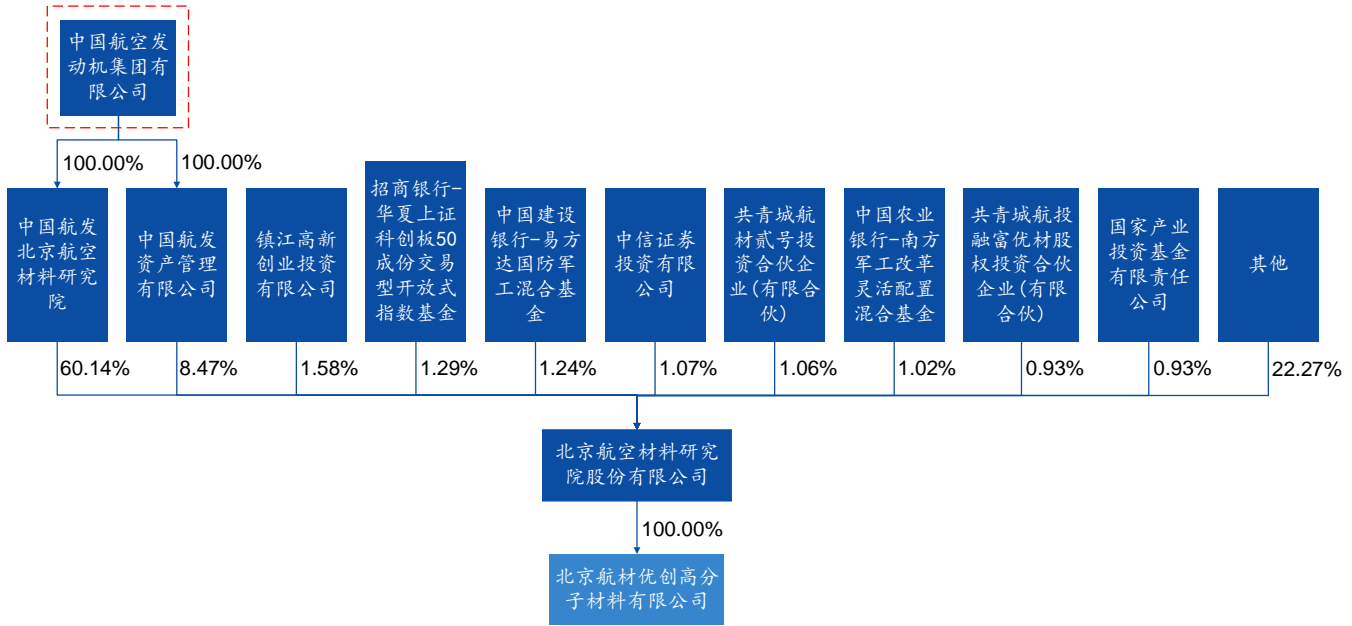 中国航空发
动机集团有
限公司
100.00%
100.00%
中国航发
北京航空
材料研究
院
中国航发
资产管理
有限公司
镇江高新
创业投资
有限公司
招商银行-
华夏上证
科创板50
成份交易
型开放式
指数基金
中国建设
银行-易方
达国防军
工混合基
金
中信证券
投资有限
公司
共青城航
材贰号投
资合伙企
业(有限合
伙)
中国农业
银行-南方
军工改革
灵活配置
混合基金
共青城航投
融富优材股
权投资合伙
企业(有限
合伙)
国家产业
投资基金
有限责任
公司
其他
60.14%
8.47%
1.58%
1.29%
1.24%
1.07%
1.06%
1.02%
0.93%
0.93%
22.27%
北京航空材料研究
院股份有限公司
100.00%
北京航材优创高分
子材料有限公司